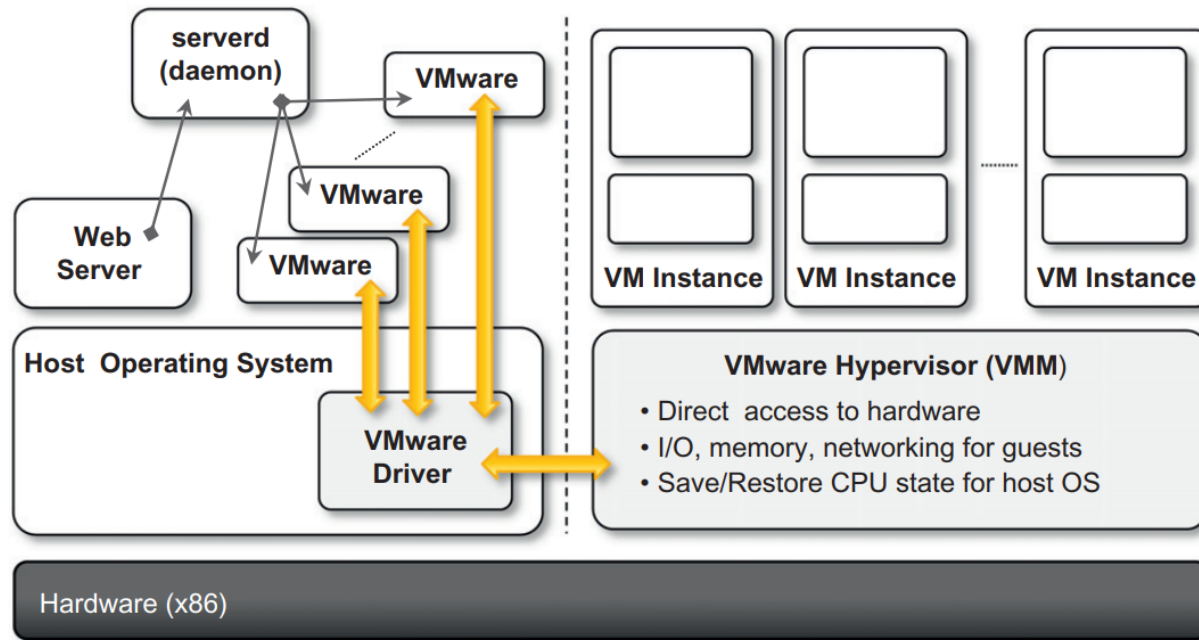 serverd
(daemon)
VMware
VMware
VMware
Web
Server
Host Operating System
VMware
Driver
VM Instance
VM Instance
VM Instance
VMware Hypervisor (VMM)
• Direct access to hardware
• I/O, memory, networking for guests
• Save/Restore CPU state for host OS
Hardware (x86)